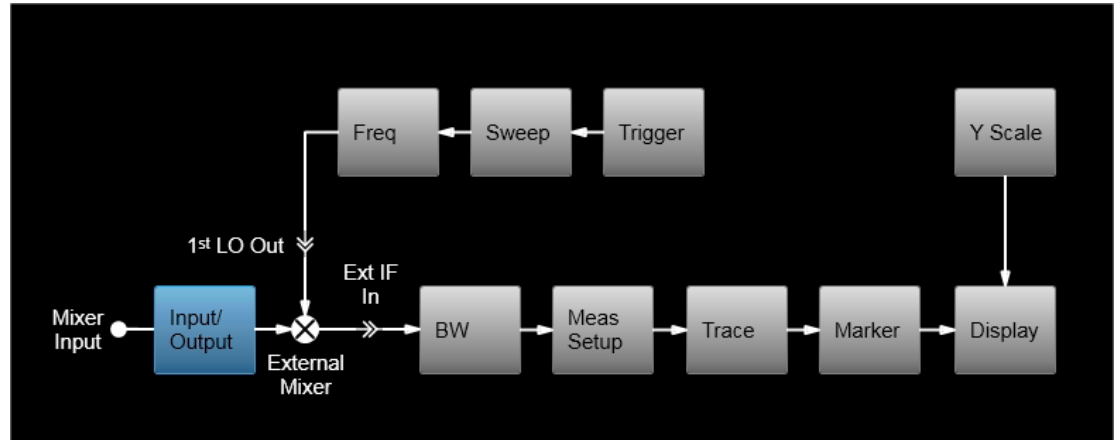 Freq
Sweep
Trigger
Y Scale
1st LO Out
Ext IF
In
Mixer
Input
Input/
Output
External
Mixer
BW
Meas
Setup
Trace
Marker
Display